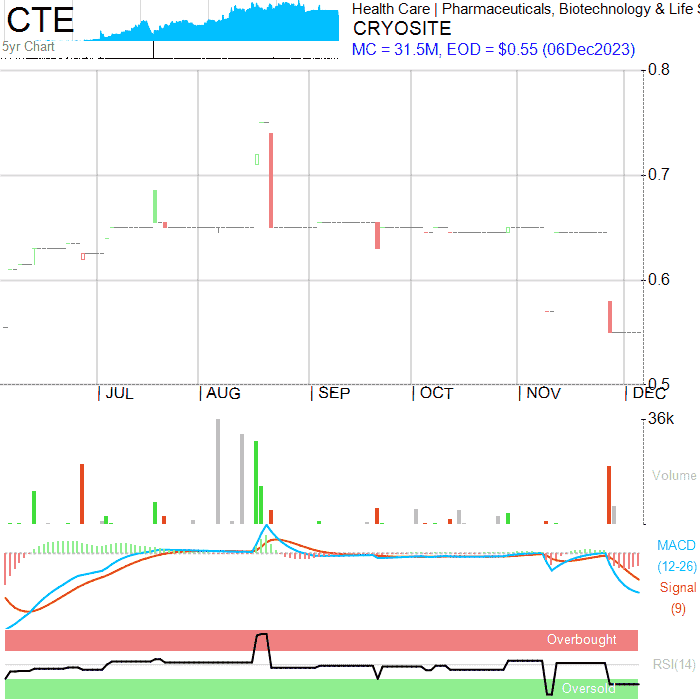 CTE
5yr Chart
Health Care | Pharmaceuticals, Biotechnology & Life S
CRYOSITE
MC = 31.5M, EOD = $0.55 (06Dec2023)
0.8
0.7
0.6
0.5
| JUL | AUG | SEP | OCT | NOV | DEC
36k
Volume
MACD
(12-26)
Signal
(9)
Overbought
RSI(14)
Oversold